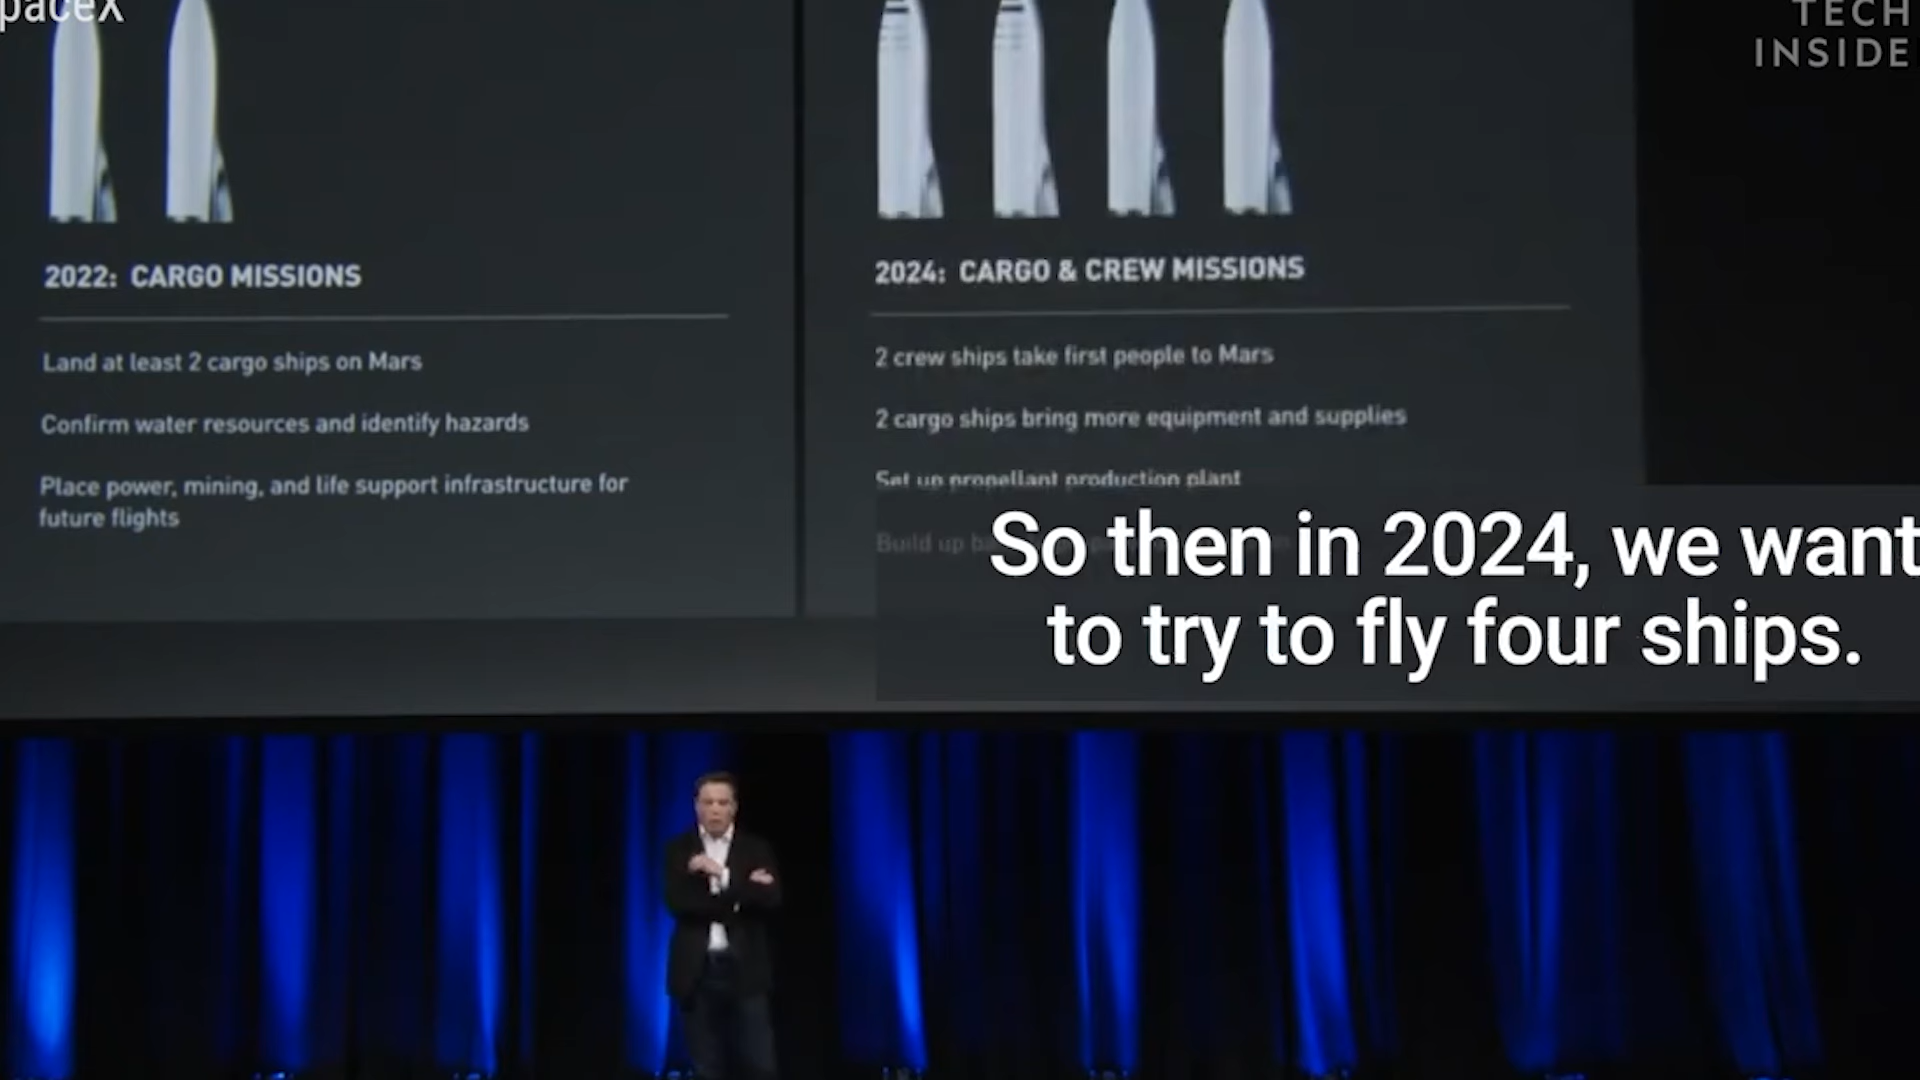 paceX
TECH
INSIDE
2022: CARGO MISSIONS
Land at least 2 cargo ships on Mars
Confirm water resources and identify hazards
Place power, mining, and life support infrastructure for
future flights
2024: CARGO & CREW MISSIONS
2 crew ships take first people to Mars
2 cargo ships bring more equipment and supplies
Set up propellant production plant
Build up
So then in 2024, we want
to try to fly four ships.